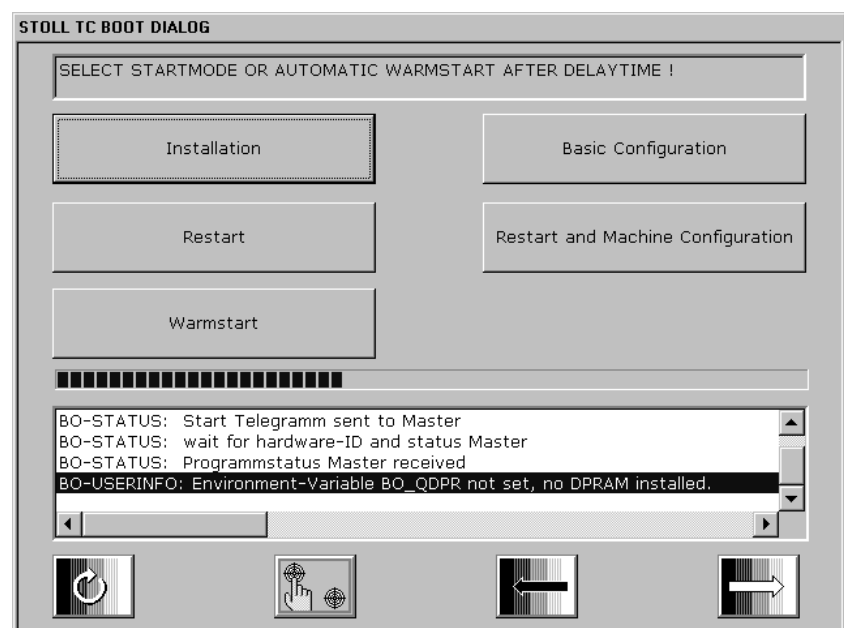 STOLL TC BOOT DIALOG
SELECT STARTMODE OR AUTOMATIC WARMSTART AFTER DELAYTIME !
Installation
Basic Configuration
Restart
Restart and Machine Configuration
Warmstart
BO-STATUS: Start Telegramm sent to Master
BO-STATUS: wait for hardware-ID and status Master
BO-STATUS: Programmstatus Master received
BO-USERINFO: Environment-Variable BO_QDPR not set, no DPRAM installed.